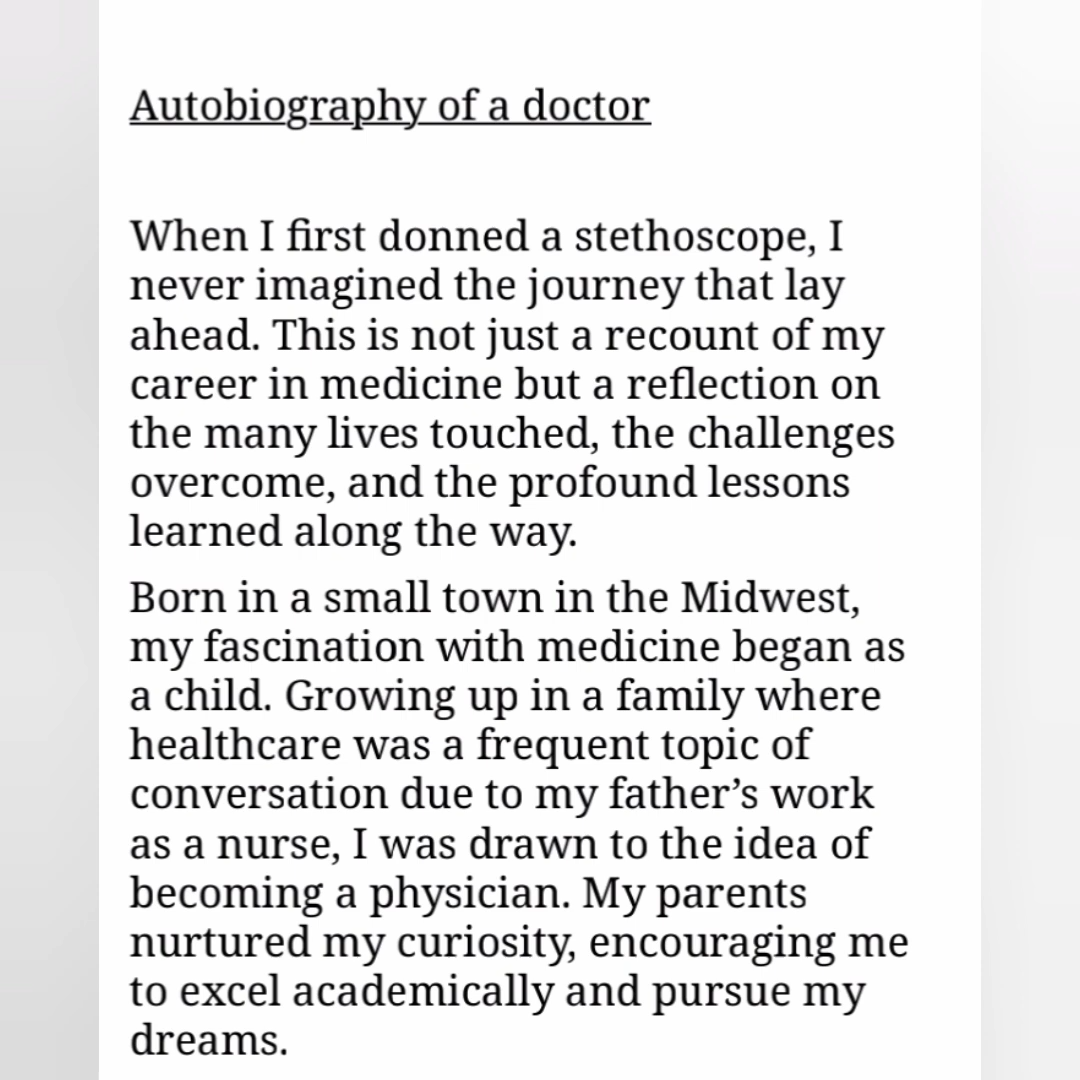 Autobiography of a doctor
When I first donned a stethoscope, I
never imagined the journey that lay
ahead. This is not just a recount of my
career in medicine but a reflection on
the many lives touched, the challenges
overcome, and the profound lessons
learned along the way.
Born in a small town in the Midwest,
my fascination with medicine began as
a child. Growing up in a family where
healthcare was a frequent topic of
conversation due to my father’s work
as a nurse, I was drawn to the idea of
becoming a physician. My parents
nurtured my curiosity, encouraging me
to excel academically and pursue my
dreams.